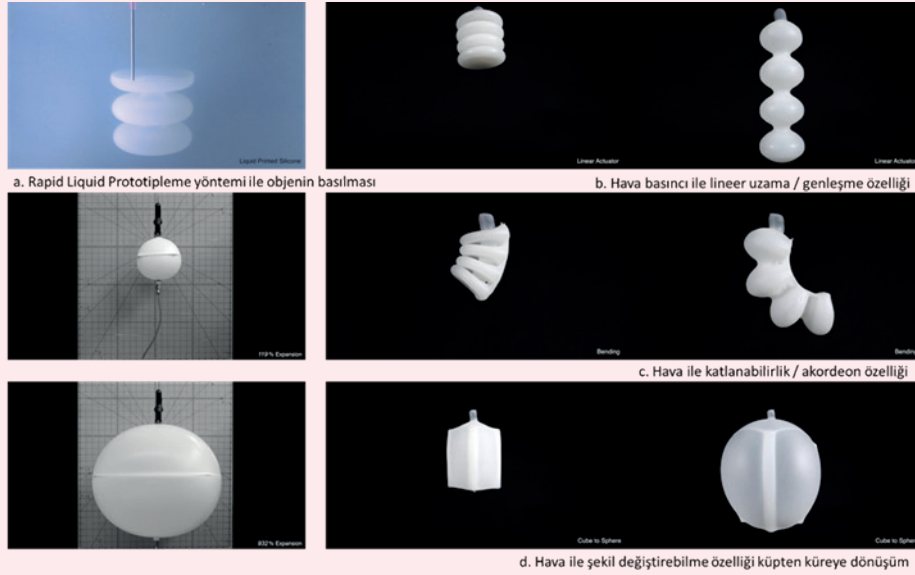 Liquid Printed Silicone
Linear Actuator
Linear Actuator
a. Rapid Liquid Prototipleme yöntemi ile objenin basılması
b. Hava basıncı ile lineer uzama / genleşme özelliği
119% Expansion
Bending
Bending
c. Hava ile katlanabilirlik / akordeon özelliği
832% Expansion
Cube to Sphere
Cube to Sphere
d. Hava ile şekil değiştirebilme özelliği küpten küreye dönüşüm